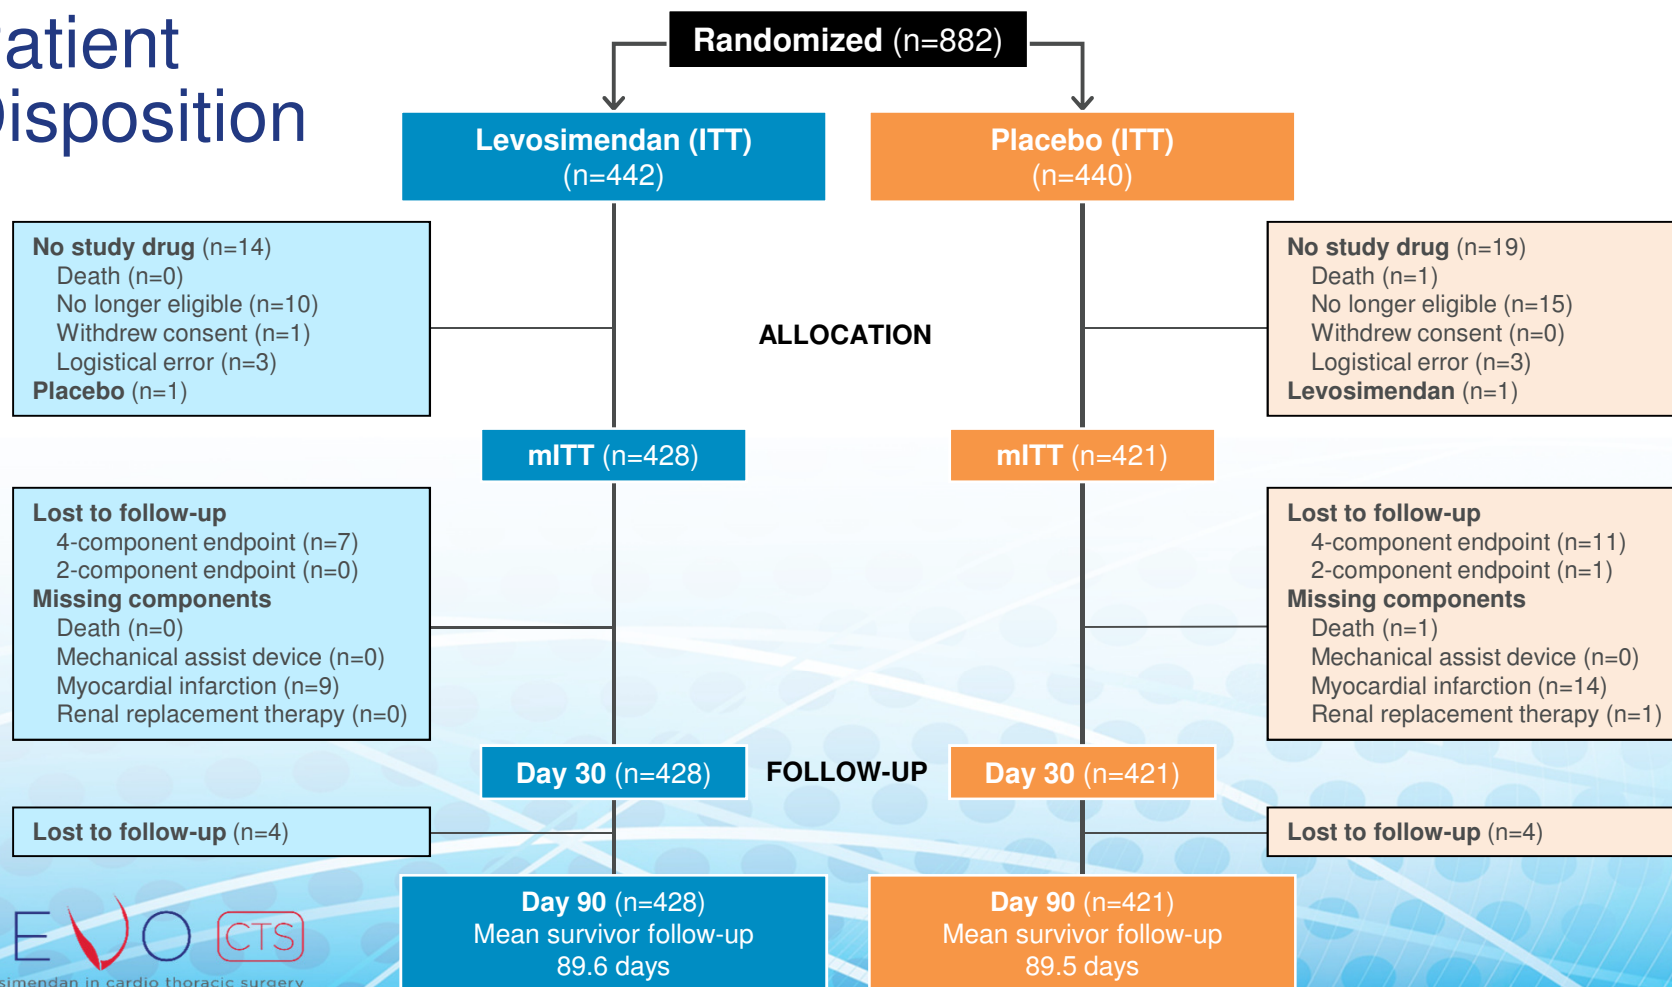 atient
Disposition
Randomized (n=882)
Levosimendan (ITT)
(n=442)
Placebo (ITT)
(n=440)
No study drug (n=14)
Death (n=0)
No longer eligible (n=10)
Withdrew consent (n=1)
Logistical error (n=3)
Placebo (n=1)
ALLOCATION
No study drug (n=19)
Death (n=1)
No longer eligible (n=15)
Withdrew consent (n=0)
Logistical error (n=3)
Levosimendan (n=1)
mITT (n=428)
mITT (n=421)
Lost to follow-up
4-component endpoint (n=7)
2-component endpoint (n=0)
Missing components
Death (n=0)
Mechanical assist device (n=0)
Myocardial infarction (n=9)
Renal replacement therapy (n=0)
Lost to follow-up
4-component endpoint (n=11)
2-component endpoint (n=1)
Missing components
Death (n=1)
Mechanical assist device (n=0)
Myocardial infarction (n=14)
Renal replacement therapy (n=1)
Day 30 (n=428)
FOLLOW-UP
Day 30 (n=421)
Lost to follow-up (n=4)
Lost to follow-up (n=4)
Day 90 (n=428)
Mean survivor follow-up
89.6 days
Day 90 (n=421)
Mean survivor follow-up
89.5 days
EVO CTS
simendan in cardio thoracic surgery